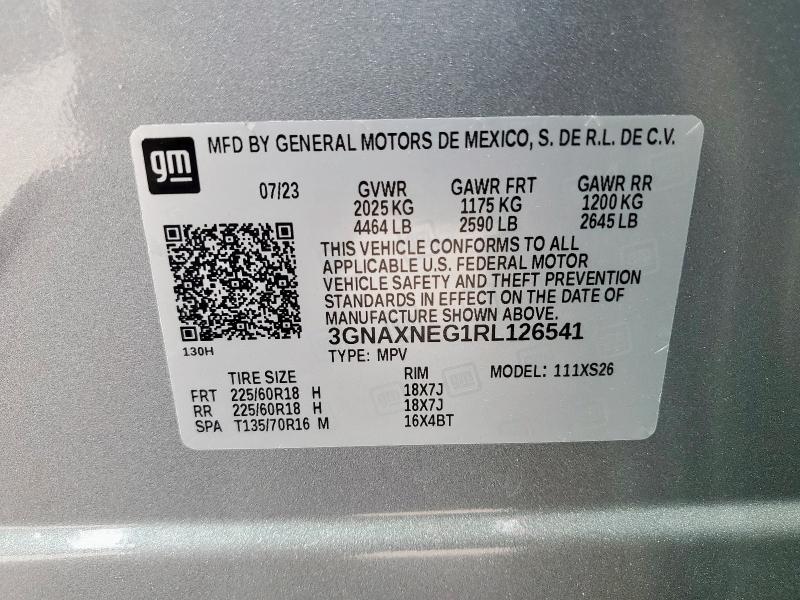 gm MFD BY GENERAL MOTORS DE MEXICO, S. DE R.L. DE C.V.
07/23 GVWR GAWR FRT GAWR RR
2025 KG 1175 KG 1200 KG
4464 LB 2590 LB 2645 LB
THIS VEHICLE CONFORMS TO ALL
APPLICABLE U.S. FEDERAL MOTOR
VEHICLE SAFETY AND THEFT PREVENTION
STANDARDS IN EFFECT ON THE DATE OF
MANUFACTURE SHOWN ABOVE.
130H
3GNAXNEG1RL126541
TYPE: MPV
TIRE SIZE RIM MODEL: 111XS26
FRT 225/60R18 H 18X7J
RR 225/60R18 H 18X7J
SPA T135/70R16 M 16X4BT